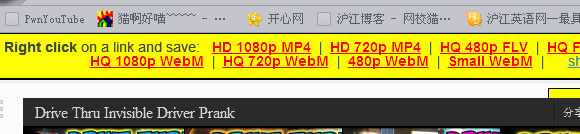 PwnYouTube 猫啊好喵~~~~~ - ... 开心网 沪江博客 - 网校猫... 沪江英语网—最具
Right click on a link and save: HD 1080p MP4 | HD 720p MP4 | HQ 480p FLV | HQ F
HQ 1080p WebM | HQ 720p WebM | 480p WebM | Small WebM | sh
Drive Thru Invisible Driver Prank 分享